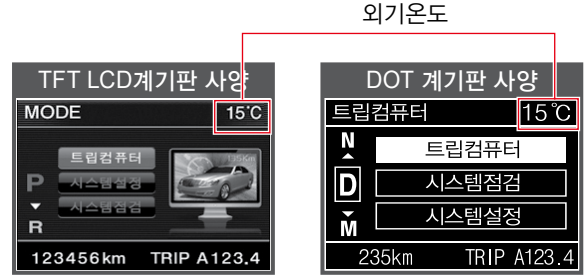 외기온도
TFT LCD계기판 사양
MODE 15℃
트립컴퓨터
시스템설정
시스템점검
P
R
123456km TRIP A123.4
DOT 계기판 사양
트립컴퓨터 15℃
N
트립컴퓨터
D
시스템점검
시스템설정
M
235km TRIP A123.4